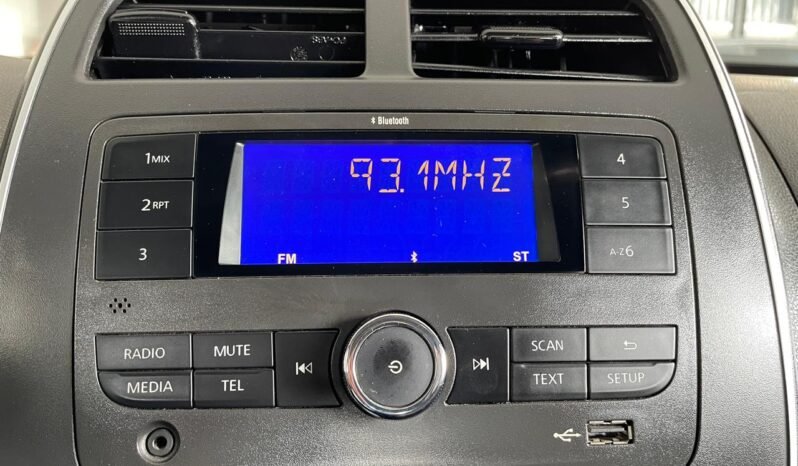 Bluetooth
1MIX
2RPT
3
93.1MHZ
FM ST
4
5
A-Z6
RADIO
MUTE
MEDIA
TEL
SCAN
TEXT
SETUP